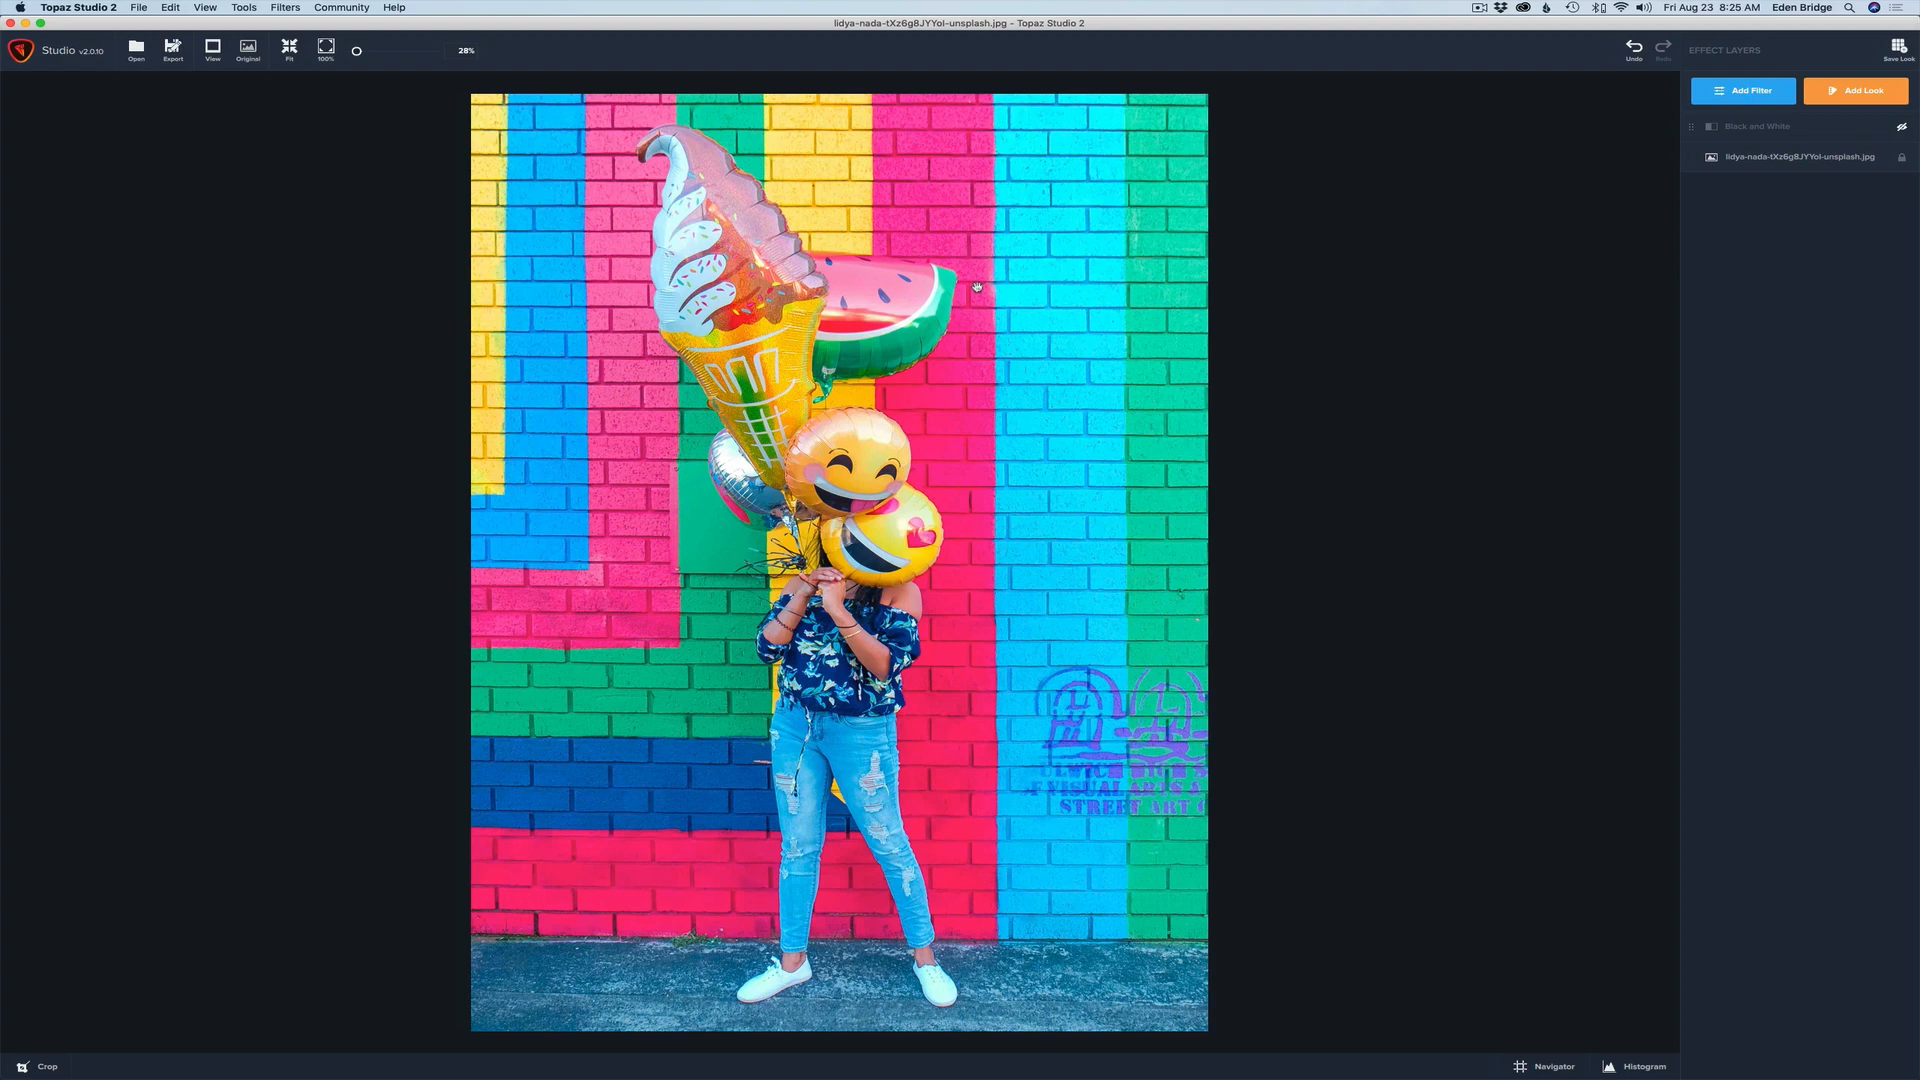 Topaz Studio 2 File Edit View Tools Filters Community Help Fri Aug 23 8:25 AM Eden Bridge
lidya-nada-tXz6g8JYYoI-unsplash.jpg - Topaz Studio 2
Studio v2.0.10 Open Export View Original Fit 100% 28% Undo Redo EFFECT LAYERS Save Look
Add Filter Add Look
Black and White
lidya-nada-tXz6g8JYYoI-unsplash.jpg
F VISUAL ARTS A
STREET ART
Crop Navigator Histogram